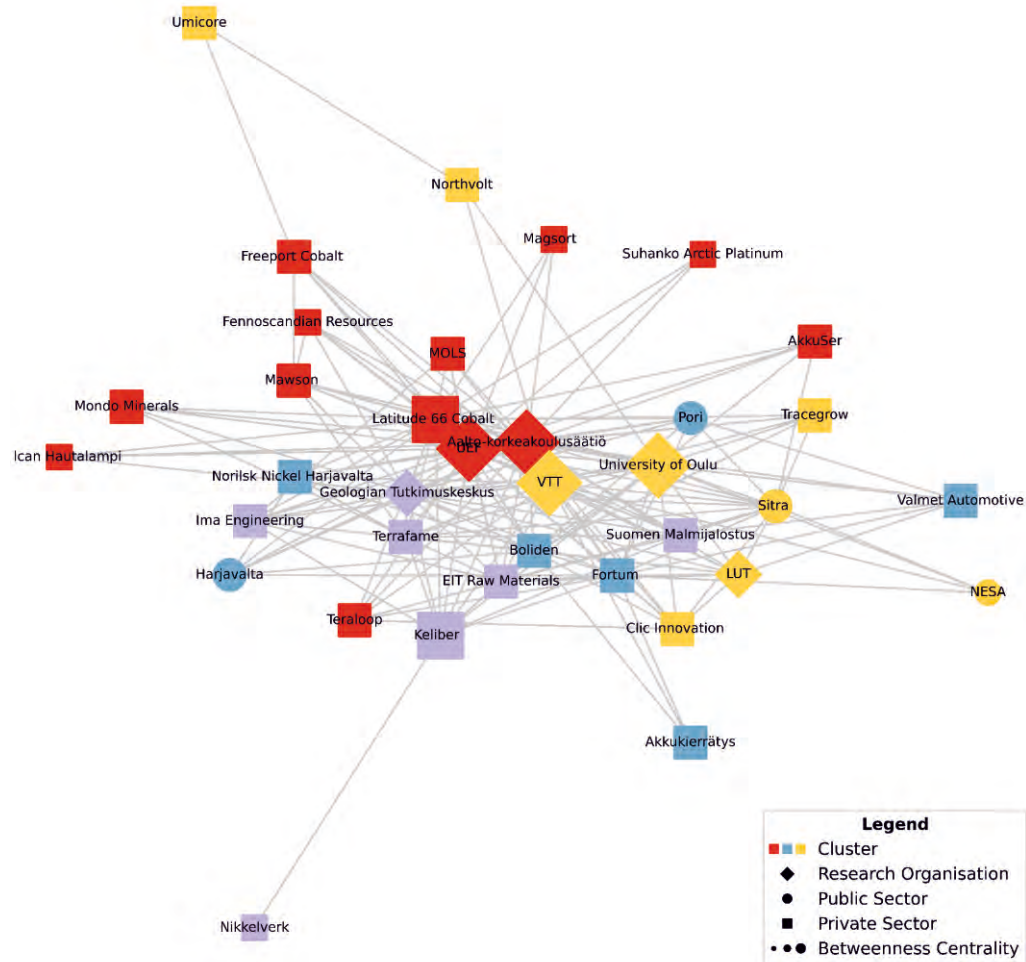 Umicore
Northvolt
Magsort
Suhanko Arctic Platinum
Freeport Cobalt
Fennoscandian Resources
AkkuSer
MOLS
Mawson
Mondo Minerals
Latitude 66 Cobalt
Pori
Tracegrow
Aalto-korkeakoulusäätiö
Ican Hautalampi
University of Oulu
Norilsk Nickel Harjavalta
VTT
Geologian Tutkimuskeskus
Valmet Automotive
Sitra
Ima Engineering
Terrafame
Suomen Malmijalostus
Boliden
Harjavalta
EIT Raw Materials
Fortum
LUT
NESA
Teraloop
Keliber
Clic Innovation
Akkukierrätys
Nikkelverk
Legend
Cluster
Research Organisation
Public Sector
Private Sector
Betweenness Centrality